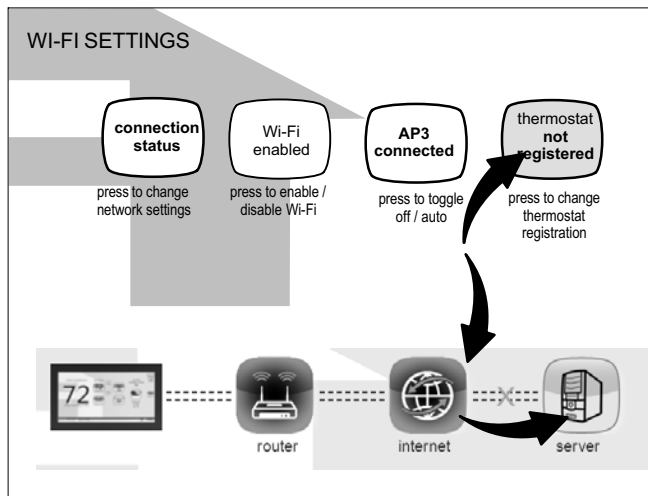 WI-FI SETTINGS
connection
status
Wi-Fi
enabled
AP3
connected
thermostat
not
registered
press to change
network settings
press to enable /
disable Wi-Fi
press to toggle
off / auto
press to change
thermostat
registration
72
router
internet
server